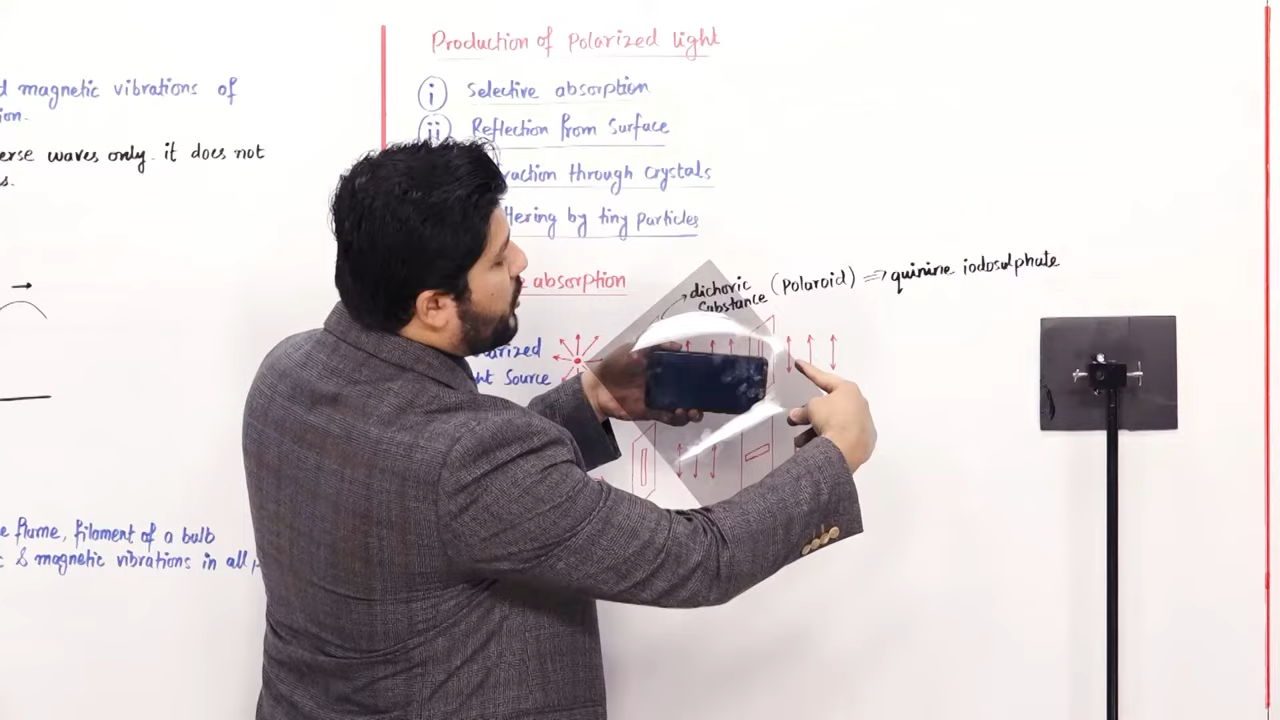 d magnetic vibrations of
ion.
erse waves only. it does not
s.
e flume, filament of a bulb
c & magnetic vibrations in all
Production of Polarized light
i Selective absorption
ii Reflection from Surface
raction through crystals
ttering by tiny particles
e absorption
dichoric
Substance (Polaroid) ⇒ quinine iodosulphate
larized
ht Source